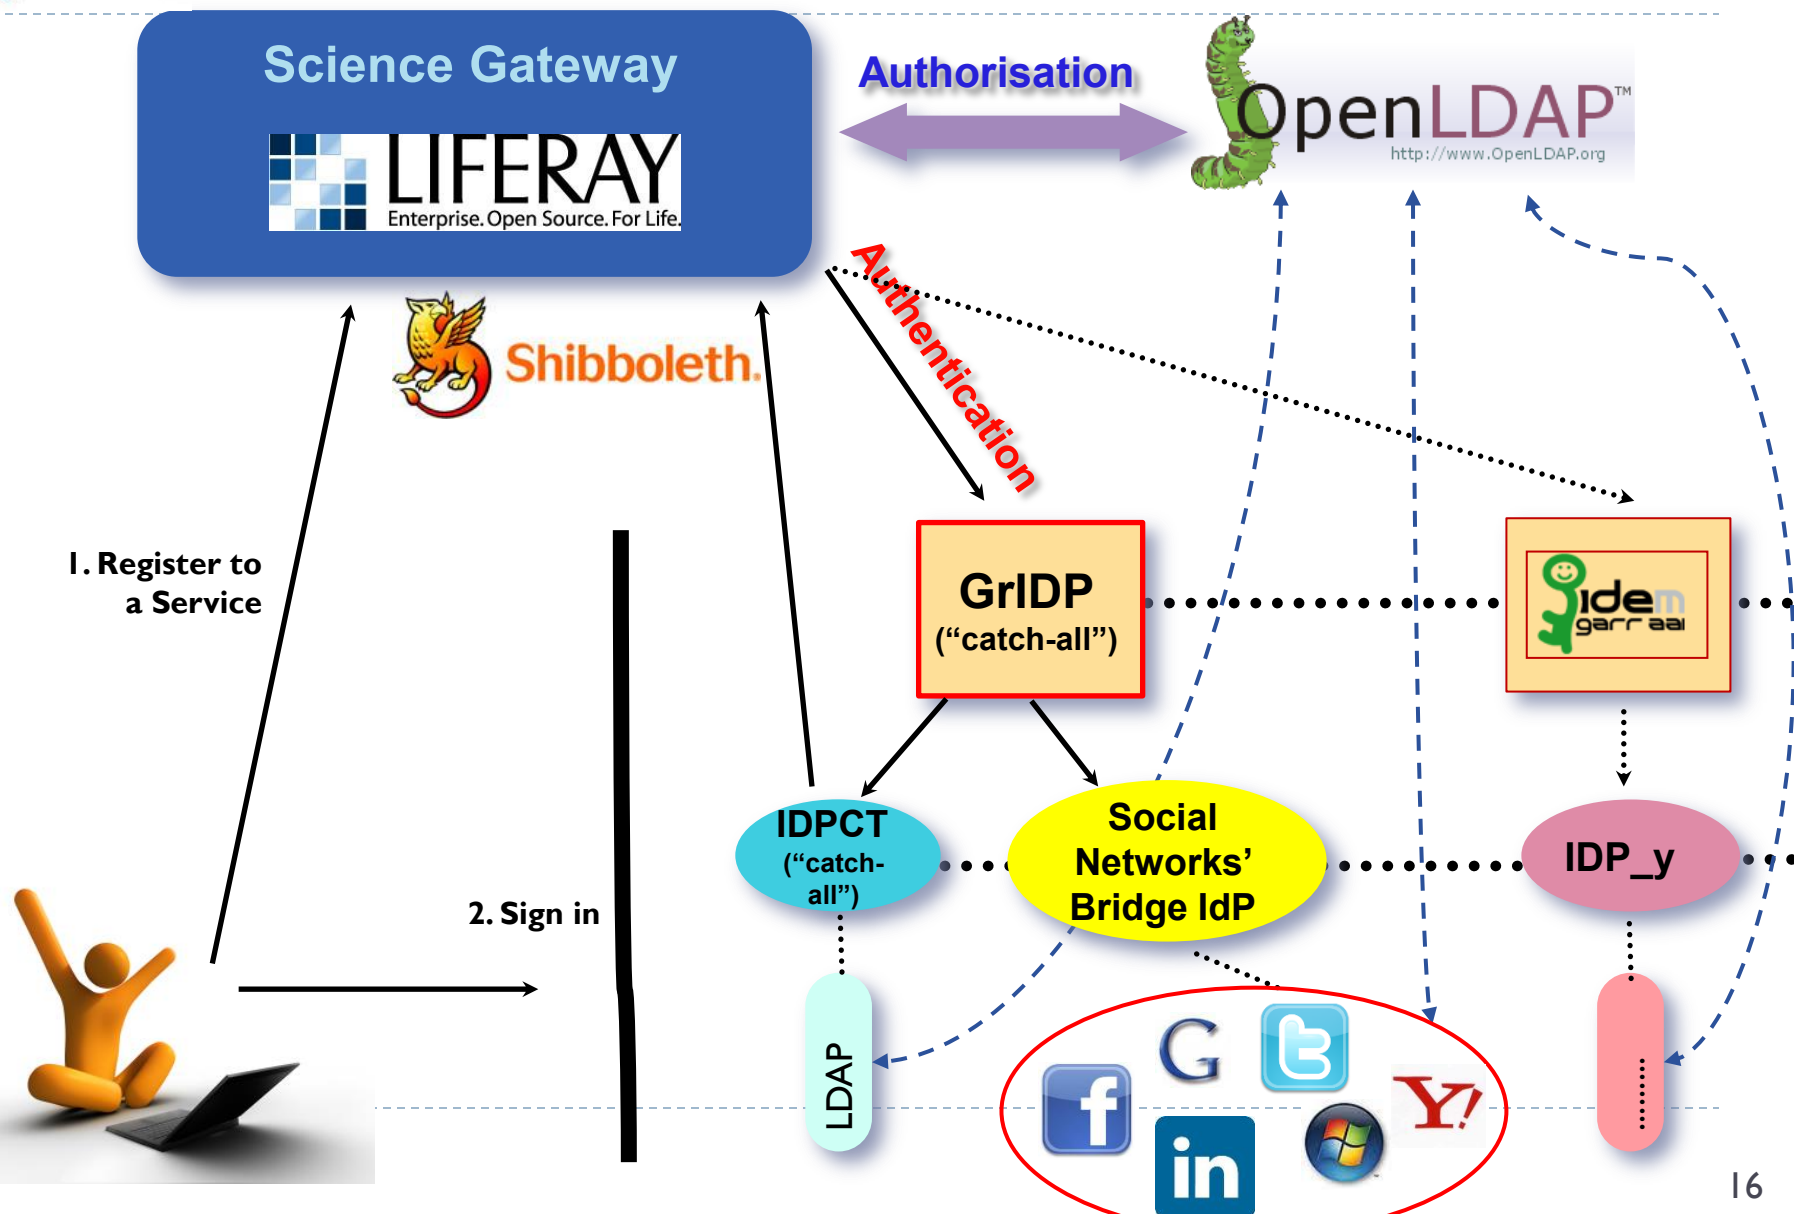 Science Gateway
LIFERAY
Enterprise. Open Source. For Life.
Authorisation
OpenLDAP™
http://www.OpenLDAP.org
Shibboleth.
Authentication
1. Register to
a Service
GrIDP
(“catch-all”)
idem
garr aai
2. Sign in
IDPCT
(“catch-
all”)
Social
Networks’
Bridge IdP
IDP_y
LDAP
..........
G
t
f
in
Y!
16